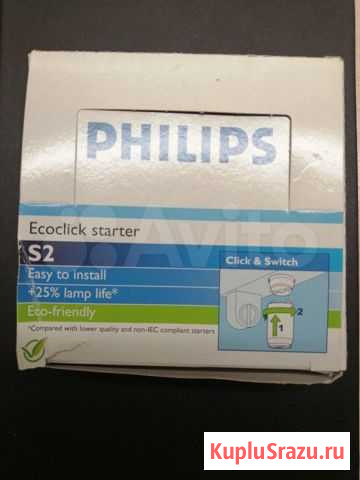 PHILIPS
Ecoclick starter
S2
Easy to install
+25% lamp life*
Eco-friendly
*Compared with lower quality and non-IEC compliant starters
Click & Switch
1
2
Avito
KupluSrazu.ru